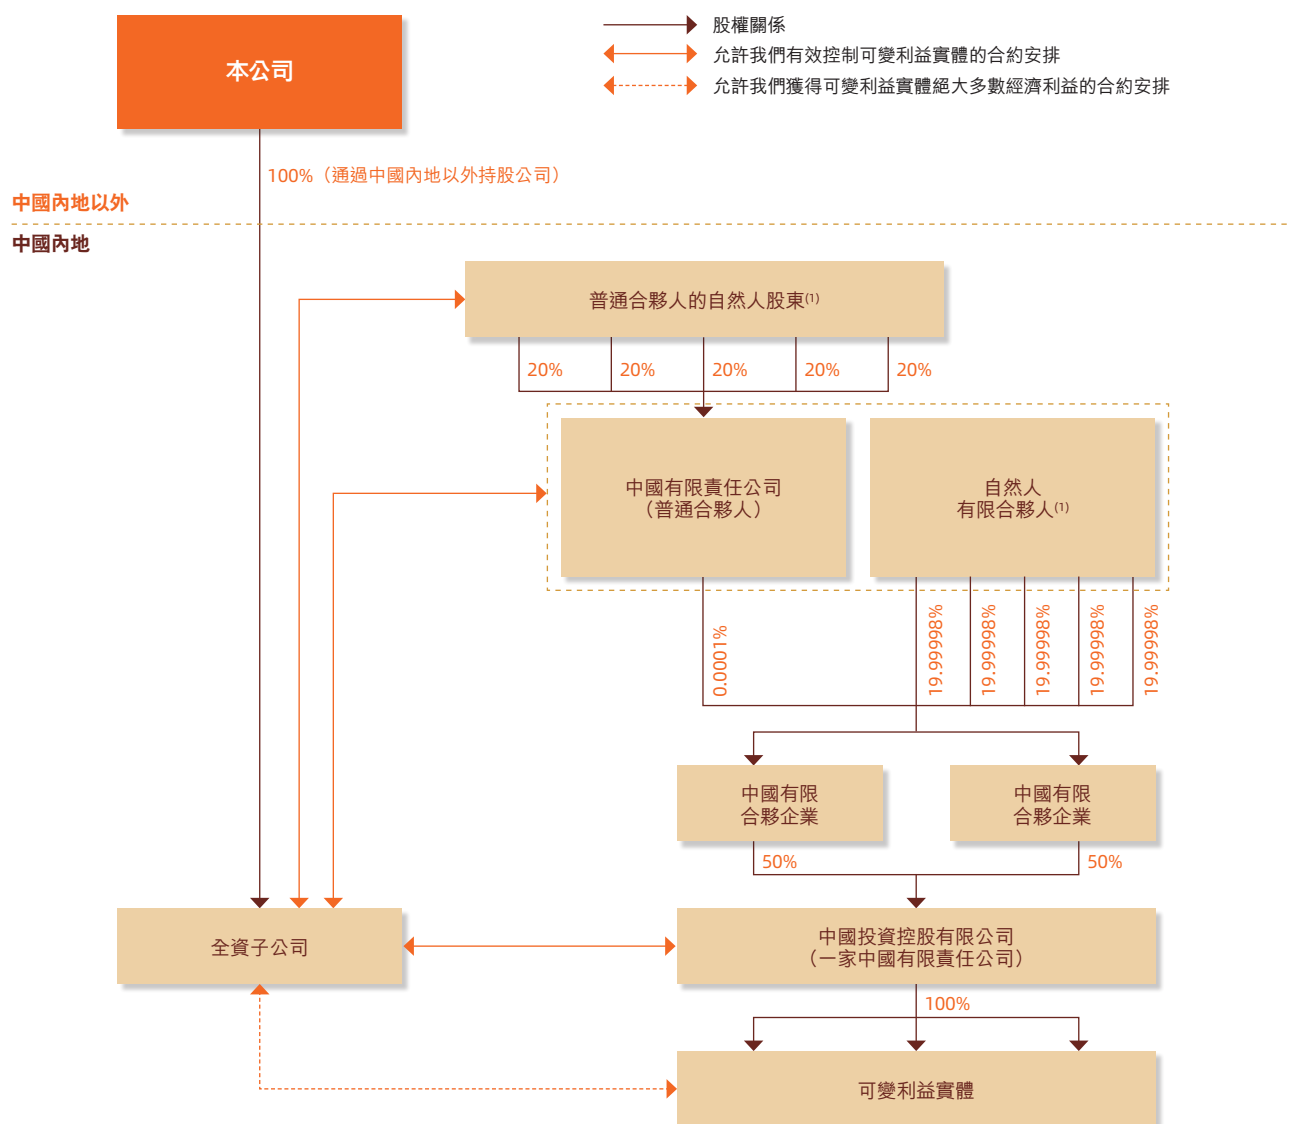 本公司
股權關係
允許我們有效控制可變利益實體的合約安排
允許我們獲得可變利益實體絕大多數經濟利益的合約安排
100%（通過中國內地以外持股公司）
中國內地以外
中國內地
普通合夥人的自然人股東(1)
20%
20%
20%
20%
20%
中國有限責任公司
（普通合夥人）
自然人
有限合夥人(1)
0.0001%
19.99998%
19.99998%
19.99998%
19.99998%
19.99998%
中國有限
合夥企業
中國有限
合夥企業
50%
50%
全資子公司
中國投資控股有限公司
（一家中國有限責任公司）
100%
可變利益實體